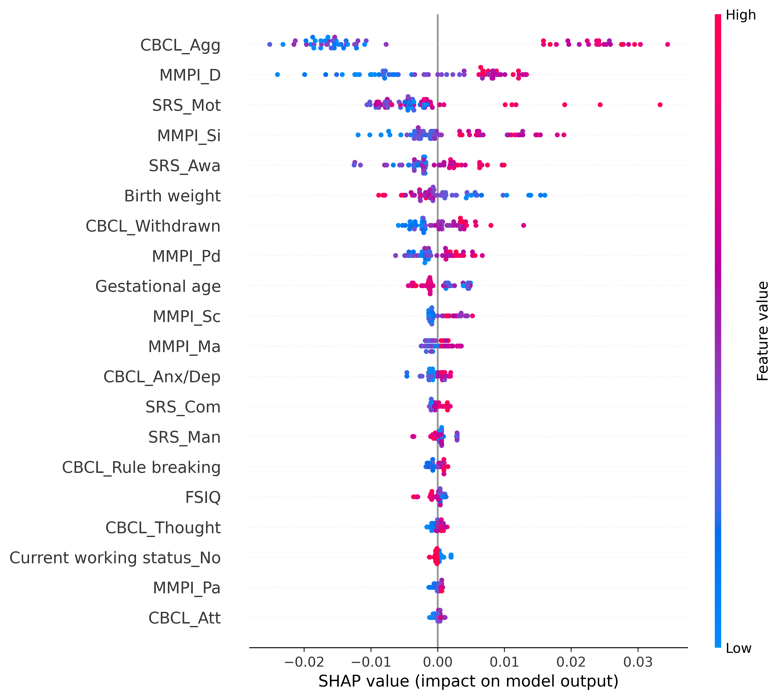 High
CBCL_Agg
MMPI_D
SRS_Mot
MMPI_Si
SRS_Awa
Birth weight
CBCL_Withdrawn
MMPI_Pd
Gestational age
MMPI_Sc
MMPI_Ma
CBCL_Anx/Dep
SRS_Com
SRS_Man
CBCL_Rule breaking
FSIQ
CBCL_Thought
Current working status_No
MMPI_Pa
CBCL_Att
Feature value
Low
−0.02 −0.01 0.00 0.01 0.02 0.03
SHAP value (impact on model output)